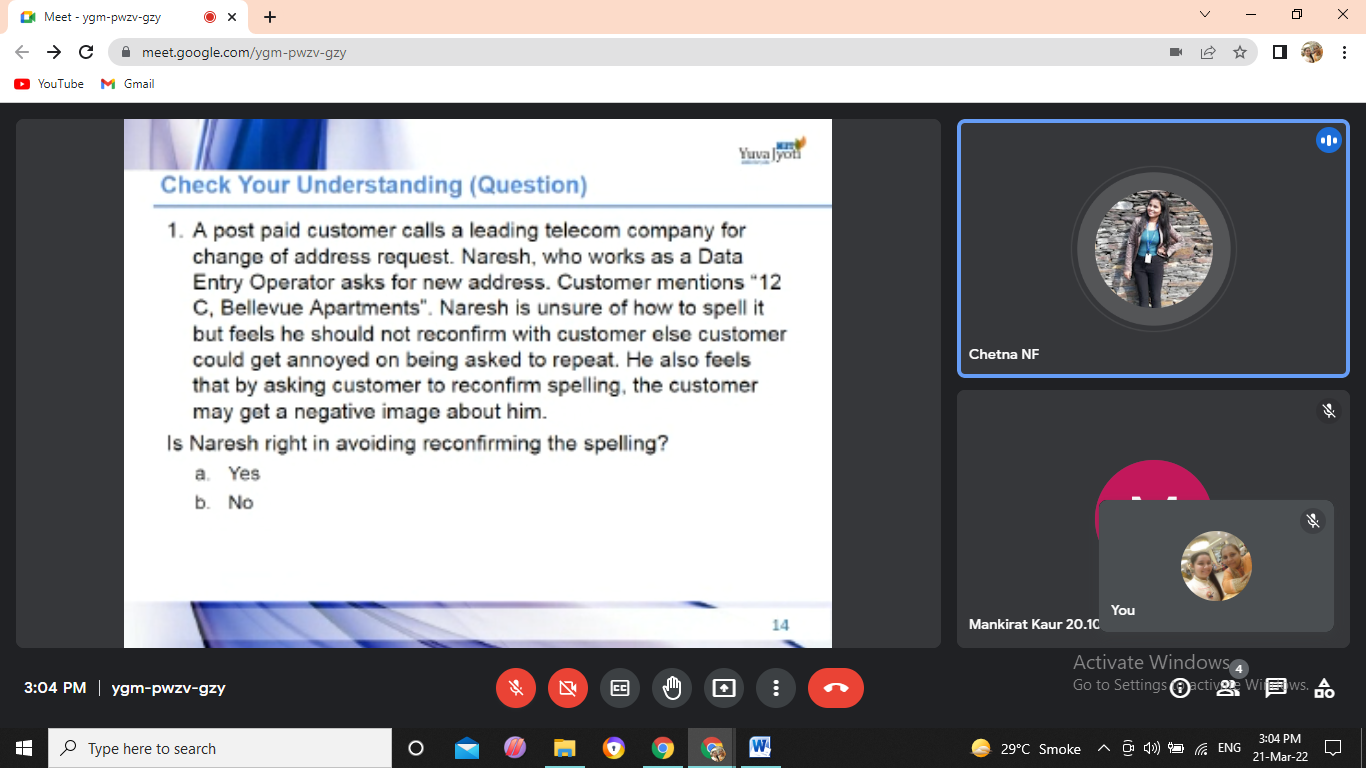 Meet - ygm-pwzv-gzy
meet.google.com/ygm-pwzv-gzy
YouTube
Gmail
Yuva Jyoti
Check Your Understanding (Question)
1. A post paid customer calls a leading telecom company for
change of address request. Naresh, who works as a Data
Entry Operator asks for new address. Customer mentions “12
C, Bellevue Apartments”. Naresh is unsure of how to spell it
but feels he should not reconfirm with customer else customer
could get annoyed on being asked to repeat. He also feels
that by asking customer to reconfirm spelling, the customer
may get a negative image about him.
Is Naresh right in avoiding reconfirming the spelling?
a. Yes
b. No
14
Chetna NF
You
Mankirat Kaur 20.10
Activate Windows
Go to Settings to activate Windows.
4
3:04 PM | ygm-pwzv-gzy
CC
Type here to search
29°C Smoke
ENG
3:04 PM
21-Mar-22